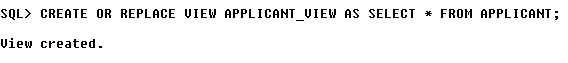 SQL> CREATE OR REPLACE VIEW APPLICANT_VIEW AS SELECT * FROM APPLICANT;
View created.